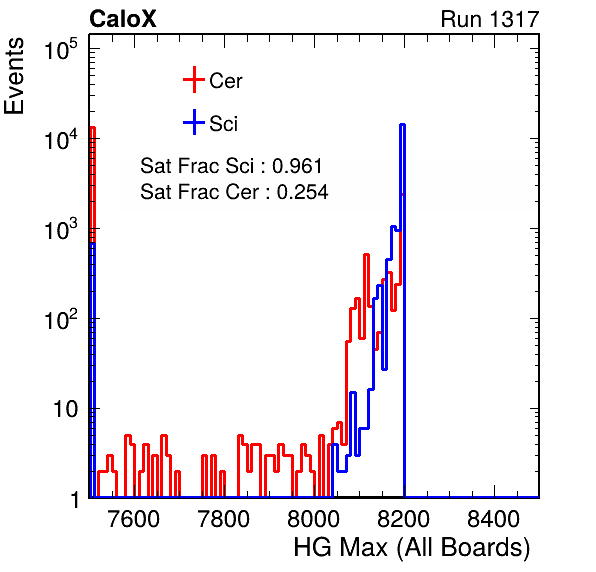 CaloX Run 1317
Events
10^5
10^4
10^3
10^2
10
1
Cer
Sci
Sat Frac Sci : 0.961
Sat Frac Cer : 0.254
7600 7800 8000 8200 8400
HG Max (All Boards)